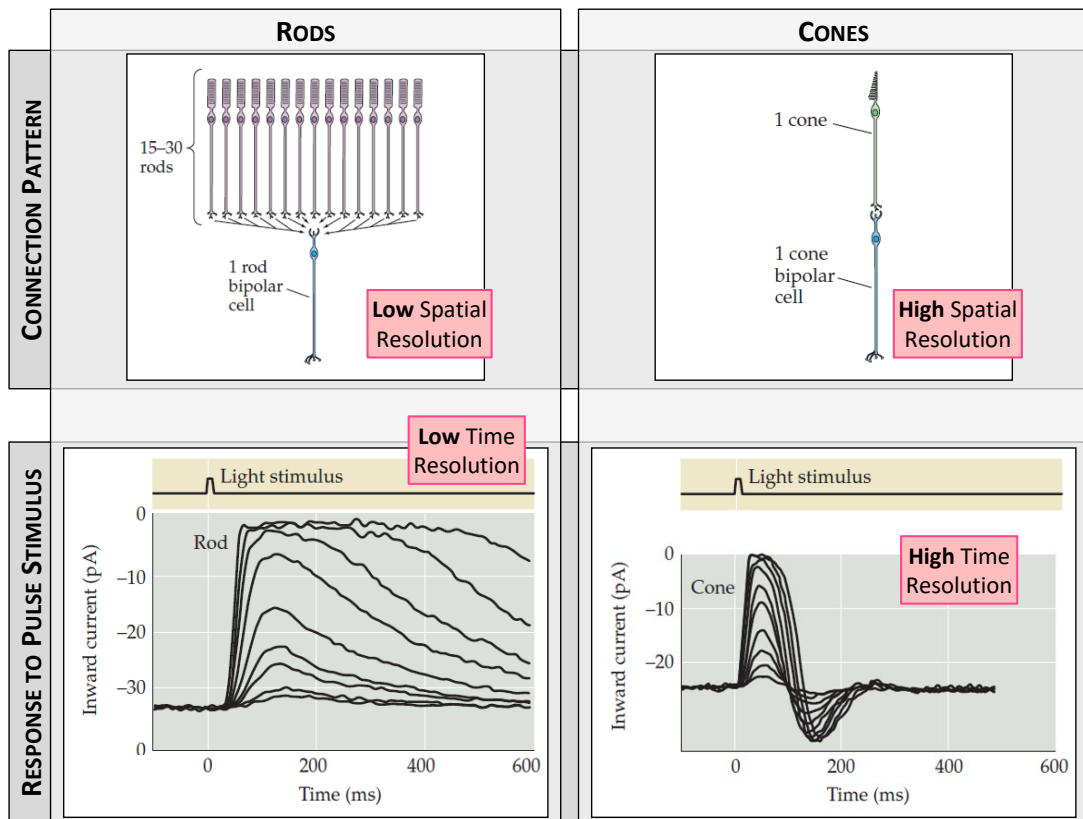 RODS
CONES
CONNECTION PATTERN
15–30
rods
1 rod
bipolar
cell
Low Spatial
Resolution
1 cone
1 cone
bipolar
cell
High Spatial
Resolution
RESPONSE TO PULSE STIMULUS
Low Time
Resolution
Light stimulus
Rod
Inward current (pA)
0
–10
–20
–30
0
0
200
400
600
Time (ms)
Light stimulus
High Time
Resolution
Cone
Inward current (pA)
0
–10
–20
0
200
400
600
Time (ms)